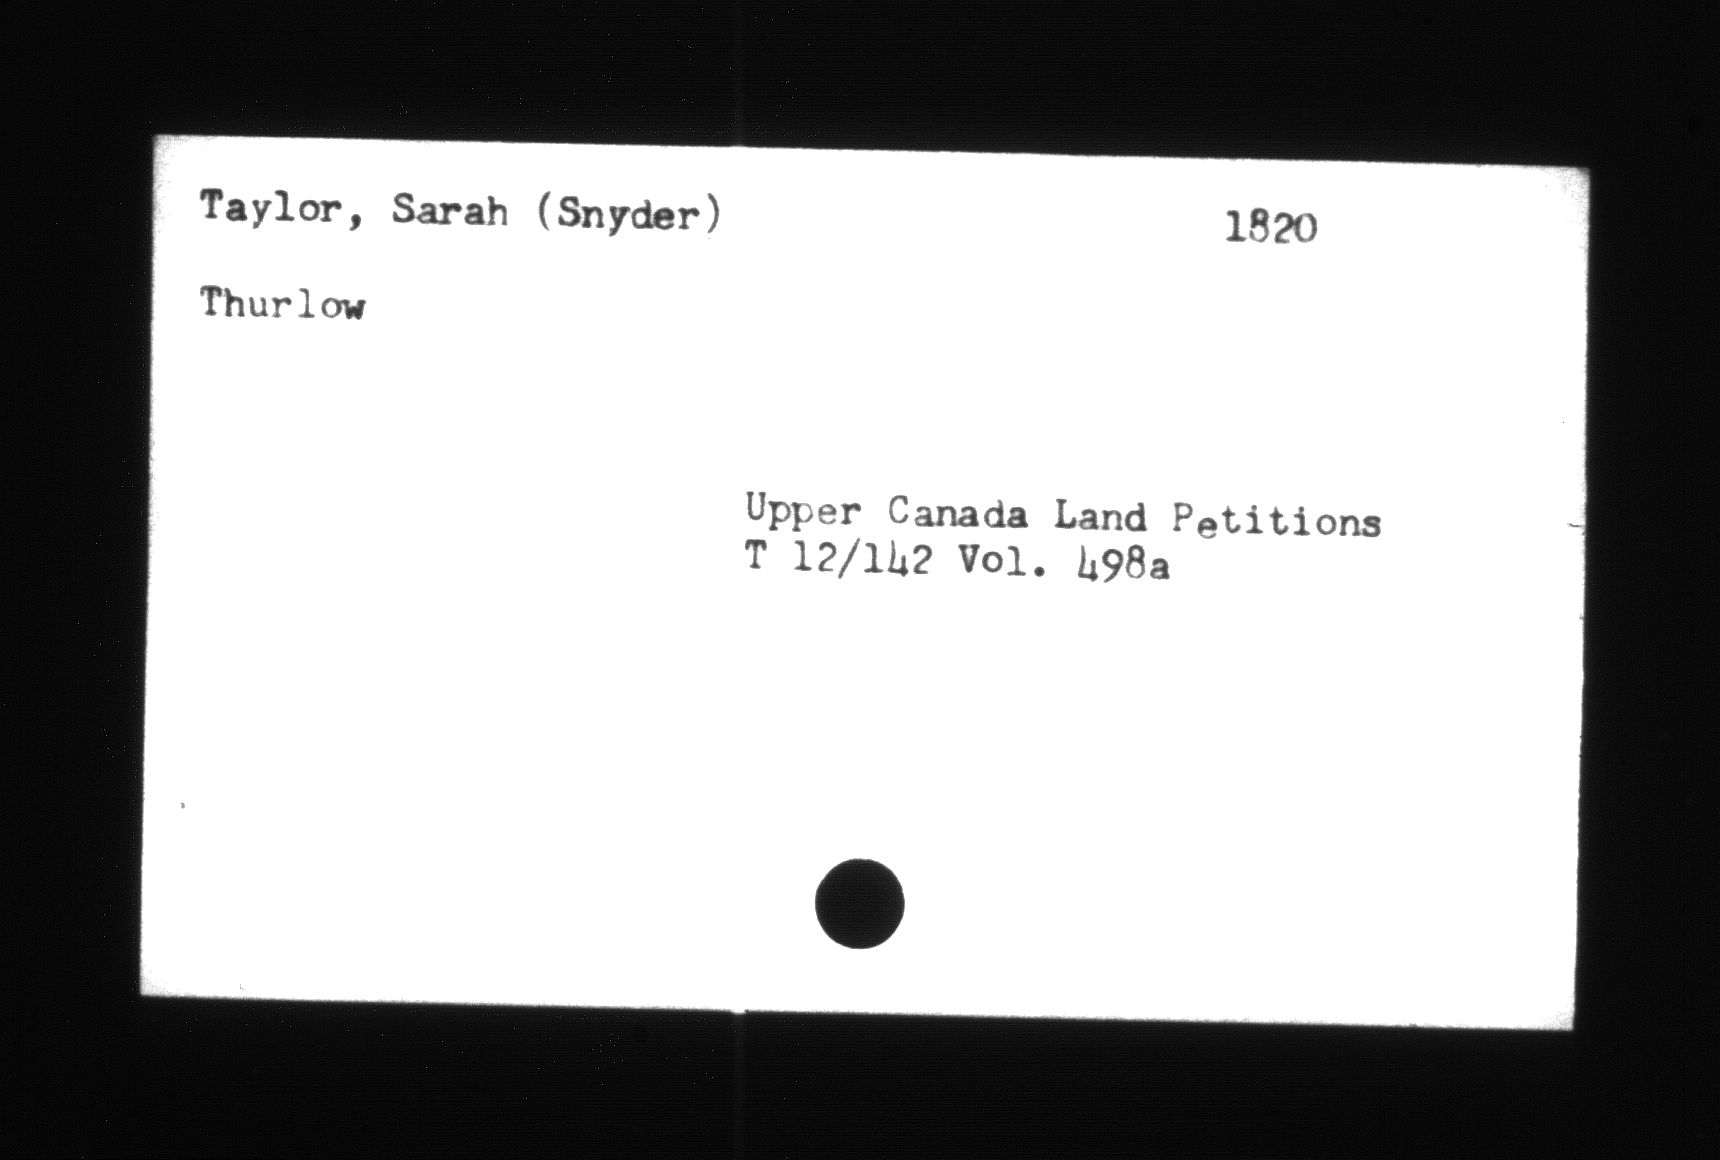 Taylor, Sarah (Snyder) 1820
Thurlow
Upper Canada Land Petitions
T 12/142 Vol. 498a